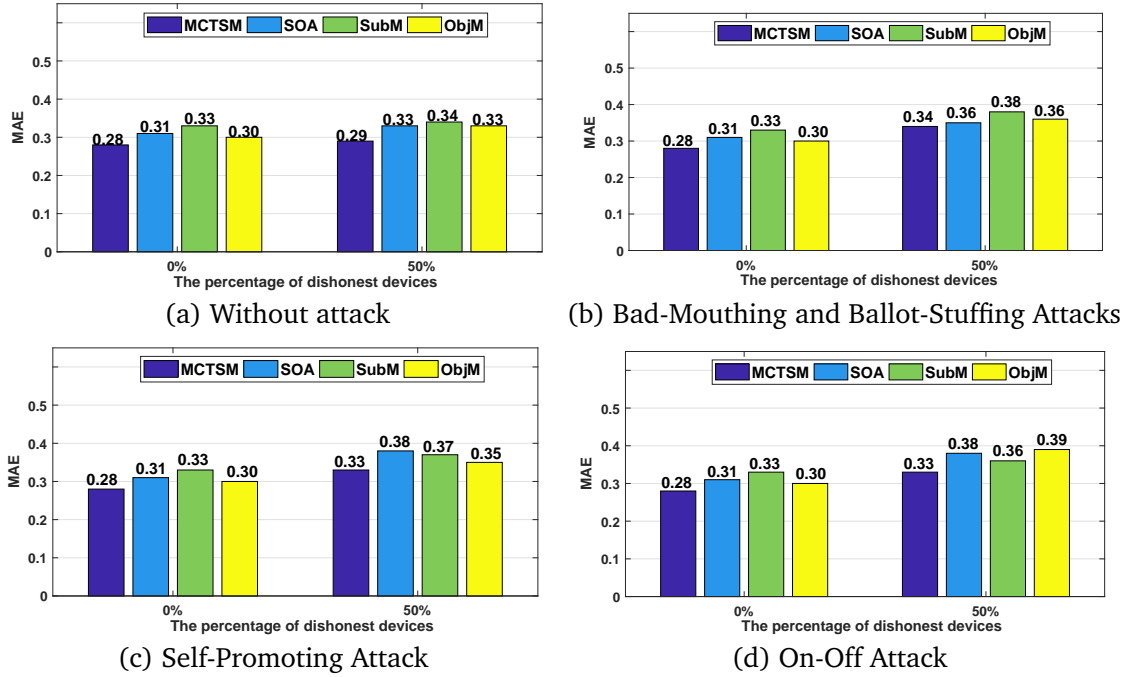 MCTSM SOA SubM ObjM
0.5
0.4
0.3
0.2
0.1
0
MAE
0.28 0.31 0.33 0.30 0.29 0.33 0.34 0.33
0% 50%
The percentage of dishonest devices
(a) Without attack
MCTSM SOA SubM ObjM
0.5
0.4
0.3
0.2
0.1
0
MAE
0.28 0.31 0.33 0.30 0.34 0.36 0.38 0.36
0% 50%
The percentage of dishonest devices
(b) Bad-Mouthing and Ballot-Stuffing Attacks
MCTSM SOA SubM ObjM
0.5
0.4
0.3
0.2
0.1
0
MAE
0.28 0.31 0.33 0.30 0.33 0.38 0.37 0.35
0% 50%
The percentage of dishonest devices
(c) Self-Promoting Attack
MCTSM SOA SubM ObjM
0.5
0.4
0.3
0.2
0.1
0
MAE
0.28 0.31 0.33 0.30 0.33 0.38 0.36 0.39
0% 50%
The percentage of dishonest devices
(d) On-Off Attack